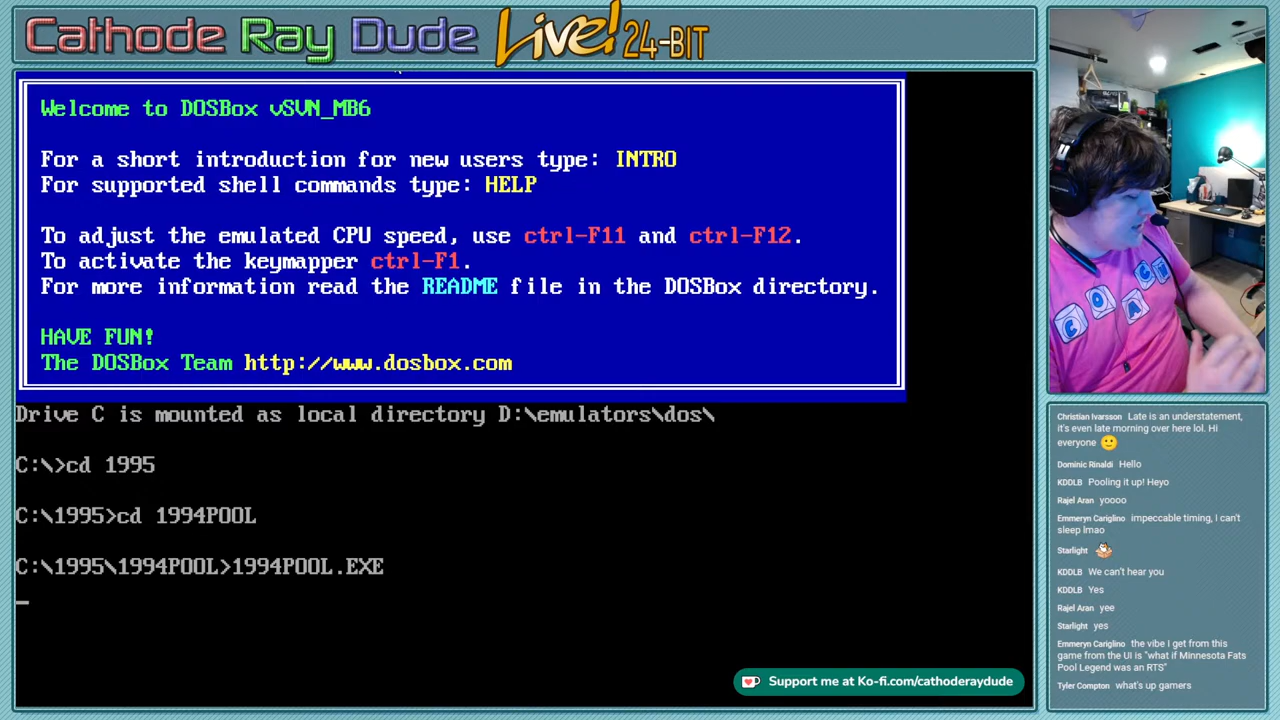 Cathode Ray Dude Live! 24-BIT
Welcome to DOSBox vSVN_MB6
For a short introduction for new users type: INTRO
For supported shell commands type: HELP
To adjust the emulated CPU speed, use ctrl-F11 and ctrl-F12.
To activate the keymapper ctrl-F1.
For more information read the README file in the DOSBox directory.
HAVE FUN!
The DOSBox Team http://www.dosbox.com
Drive C is mounted as local directory D:\emulators\dos\
C:\>cd 1995
C:\1995>cd 1994POOL
C:\1995\1994POOL>1994POOL.EXE
Support me at Ko-fi.com/cathoderaydude
Christian Ivarsson Late is an understatement,
it's even late morning over here lol. Hi
everyone
Dominic Rinaldi Hello
KDDLB Pooling it up! Heyo
Rajel Aran yoooo
Emmeryn Cariglino impeccable timing, I can't
sleep lmao
Starlight
KDDLB We can't hear you
KDDLB Yes
Rajel Aran yee
Starlight yes
Emmeryn Cariglino the vibe I get from this
game from the UI is "what if Minnesota Fats
Pool Legend was an RTS"
Tyler Compton what's up gamers